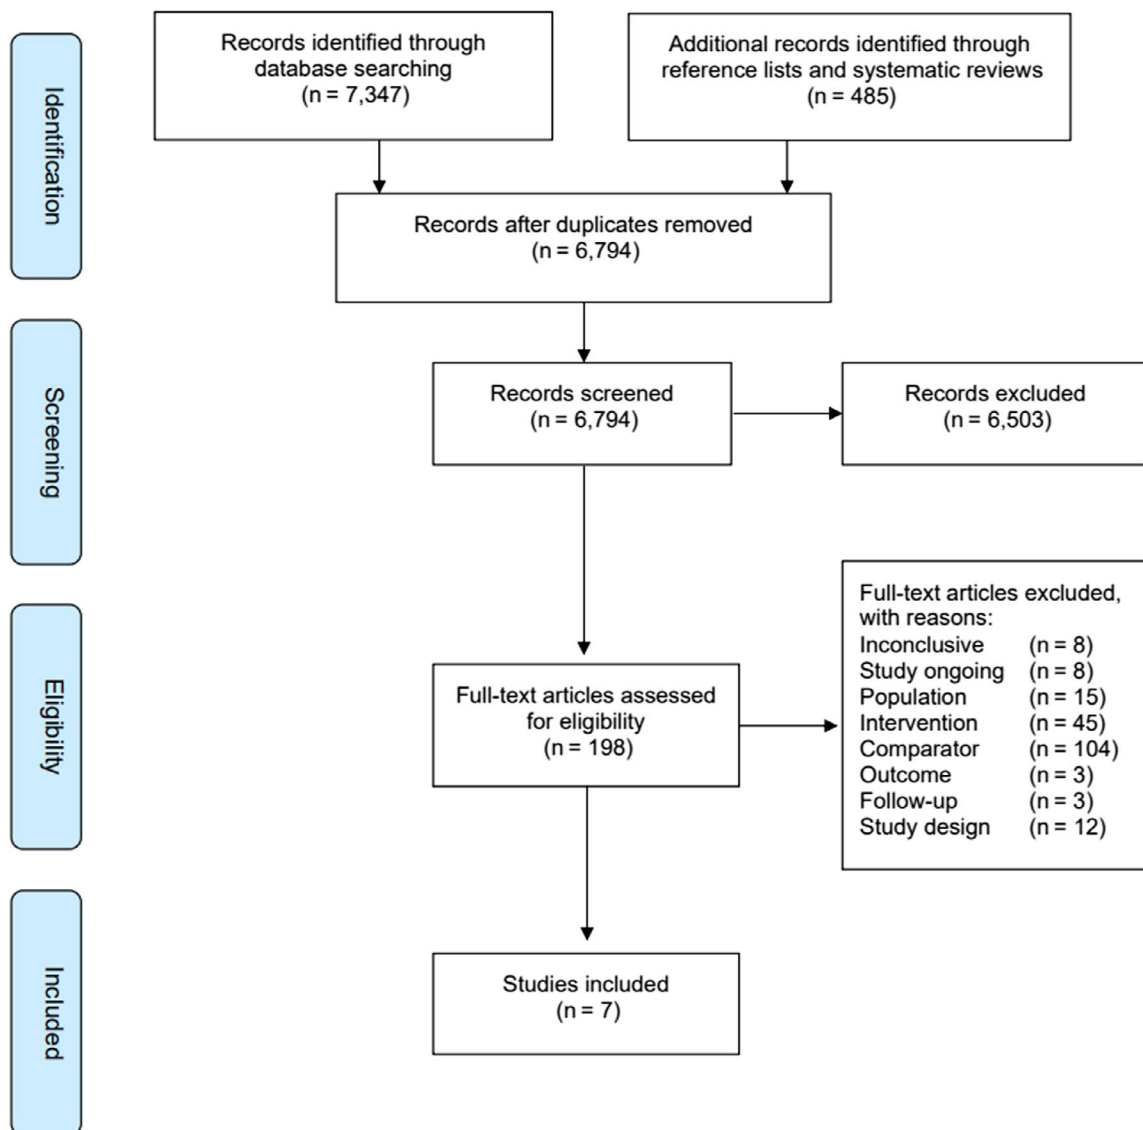 Identification
Records identified through
database searching
(n = 7,347)
Additional records identified through
reference lists and systematic reviews
(n = 485)
Records after duplicates removed
(n = 6,794)
Screening
Records screened
(n = 6,794)
Records excluded
(n = 6,503)
Eligibility
Full-text articles assessed
for eligibility
(n = 198)
Full-text articles excluded,
with reasons:
Inconclusive (n = 8)
Study ongoing (n = 8)
Population (n = 15)
Intervention (n = 45)
Comparator (n = 104)
Outcome (n = 3)
Follow-up (n = 3)
Study design (n = 12)
Included
Studies included
(n = 7)